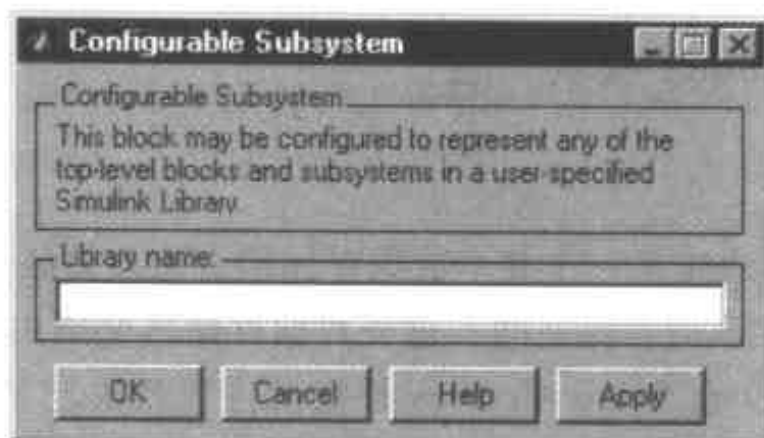 Configurable Subsystem
Configurable Subsystem
This block may be configured to represent any of the
top-level blocks and subsystems in a user-specified
Simulink Library
Library name:
OK Cancel Help Apply